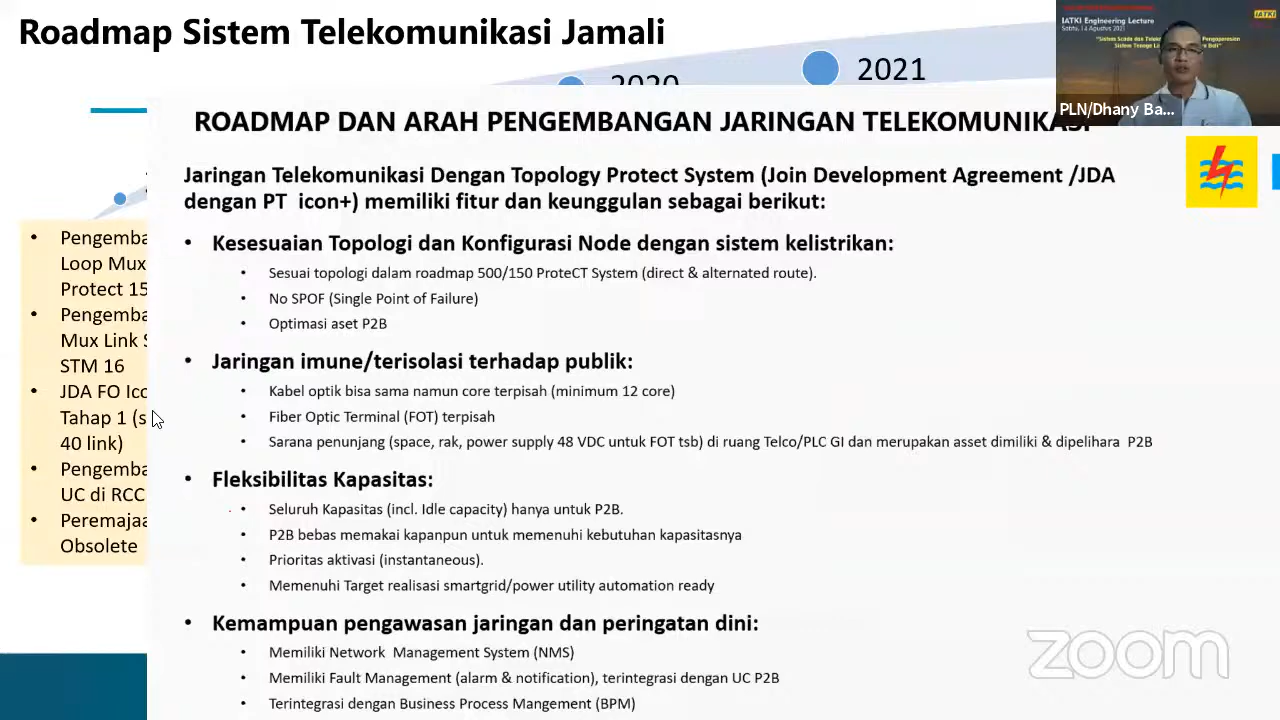 Roadmap Sistem Telekomunikasi Jamali
2020
2021
IATKI Engineering Lecture
Sabtu, 14 Agustus 2021
IATKI
PLN/Dhany Ba...
ROADMAP DAN ARAH PENGEMBANGAN JARINGAN TELEKOMUNIKASI
Jaringan Telekomunikasi Dengan Topology Protect System (Join Development Agreement /JDA
dengan PT icon+) memiliki fitur dan keunggulan sebagai berikut:
• Kesesuaian Topologi dan Konfigurasi Node dengan sistem kelistrikan:
• Sesuai topologi dalam roadmap 500/150 ProteCT System (direct & alternated route).
• No SPOF (Single Point of Failure)
• Optimasi aset P2B
• Jaringan imune/terisolasi terhadap publik:
• Kabel optik bisa sama namun core terpisah (minimum 12 core)
• Fiber Optic Terminal (FOT) terpisah
• Sarana penunjang (space, rak, power supply 48 VDC untuk FOT tsb) di ruang Telco/PLC GI dan merupakan asset dimiliki & dipelihara P2B
• Fleksibilitas Kapasitas:
• Seluruh Kapasitas (incl. Idle capacity) hanya untuk P2B.
• P2B bebas memakai kapanpun untuk memenuhi kebutuhan kapasitasnya
• Prioritas aktivasi (instantaneous).
• Memenuhi Target realisasi smartgrid/power utility automation ready
• Kemampuan pengawasan jaringan dan peringatan dini:
• Memiliki Network Management System (NMS)
• Memiliki Fault Management (alarm & notification), terintegrasi dengan UC P2B
• Terintegrasi dengan Business Process Mangement (BPM)
• Pengemba
Loop Mux
Protect 15
• Pengemba
Mux Link S
STM 16
• JDA FO Ico
Tahap 1 (s
40 link)
• Pengemba
UC di RCC
• Peremajaa
Obsolete
zoom